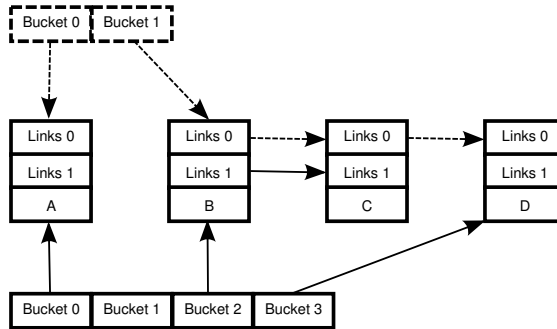 Bucket 0 Bucket 1
Links 0 Links 0 Links 0 Links 0
Links 1 Links 1 Links 1 Links 1
A B C D
Bucket 0 Bucket 1 Bucket 2 Bucket 3